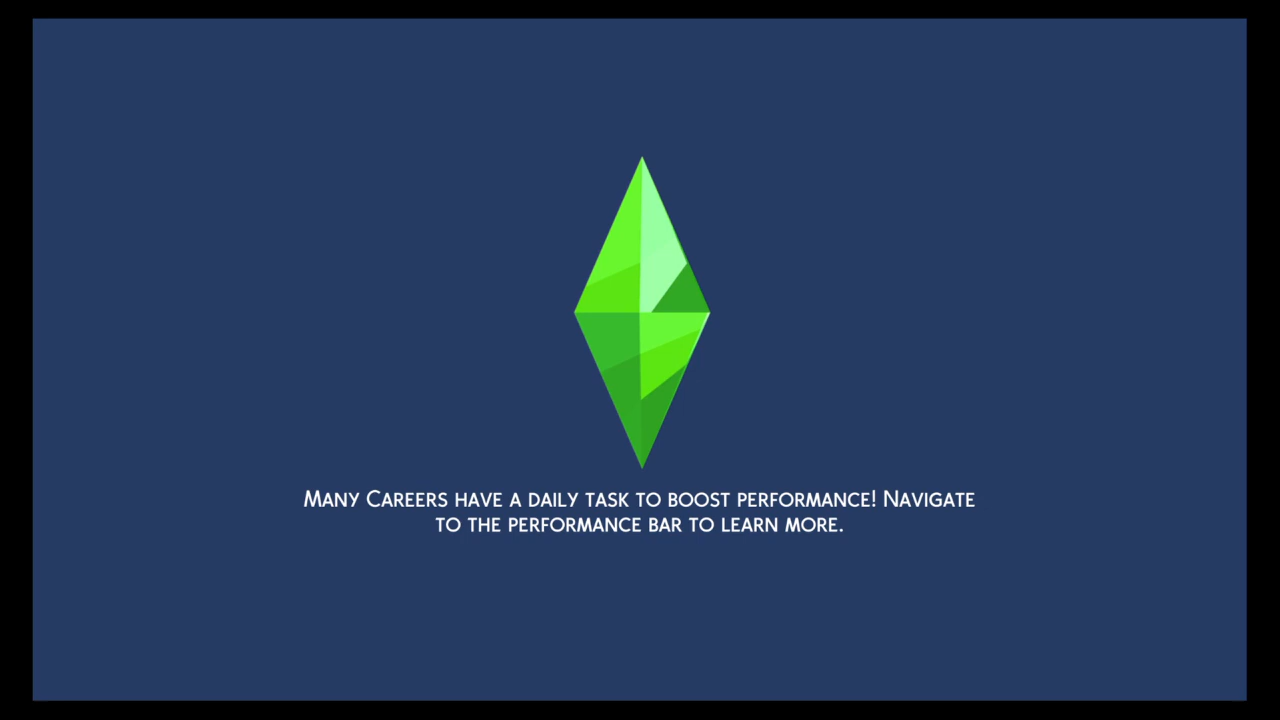 Many Careers have a daily task to boost performance! Navigate
to the performance bar to learn more.